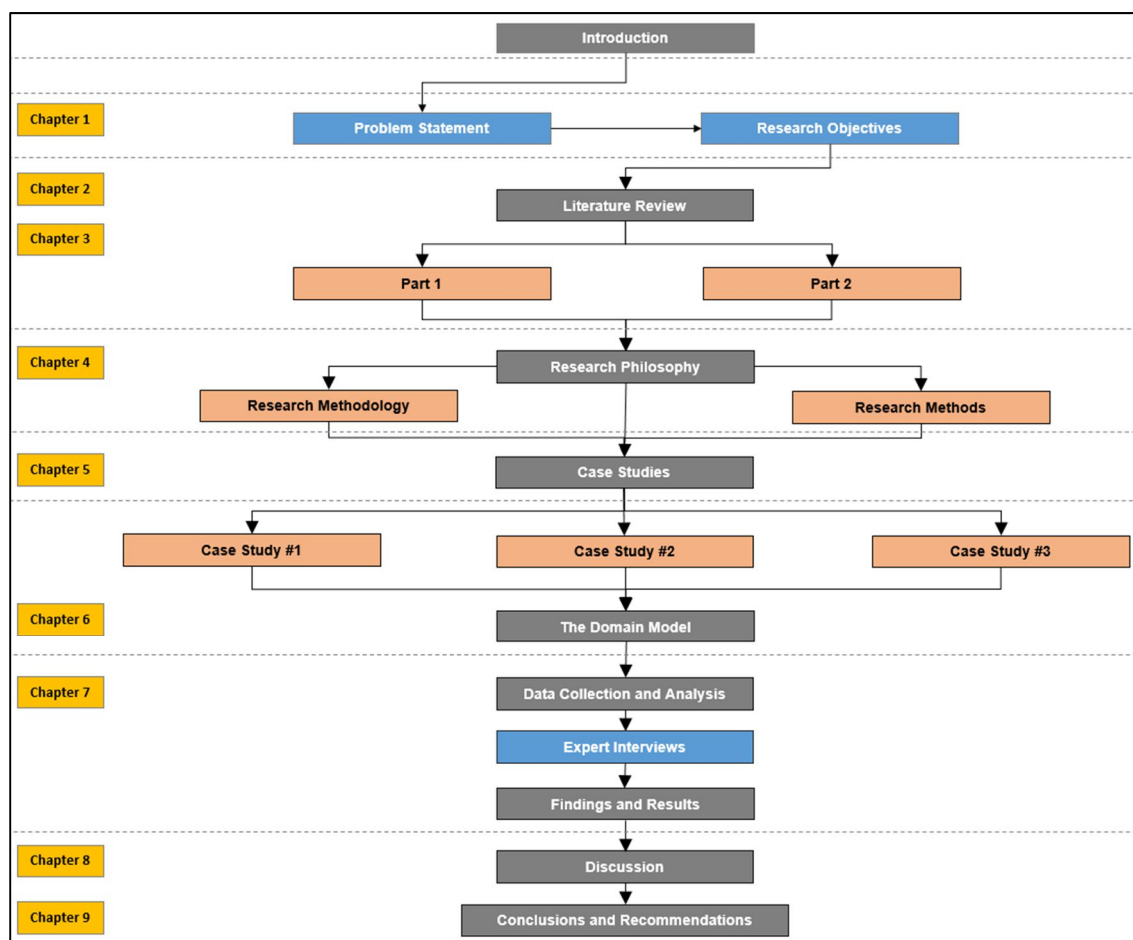 Introduction
Chapter 1
Problem Statement
Research Objectives
Chapter 2
Literature Review
Chapter 3
Part 1
Part 2
Chapter 4
Research Philosophy
Research Methodology
Research Methods
Chapter 5
Case Studies
Case Study #1
Case Study #2
Case Study #3
Chapter 6
The Domain Model
Chapter 7
Data Collection and Analysis
Expert Interviews
Findings and Results
Chapter 8
Discussion
Chapter 9
Conclusions and Recommendations